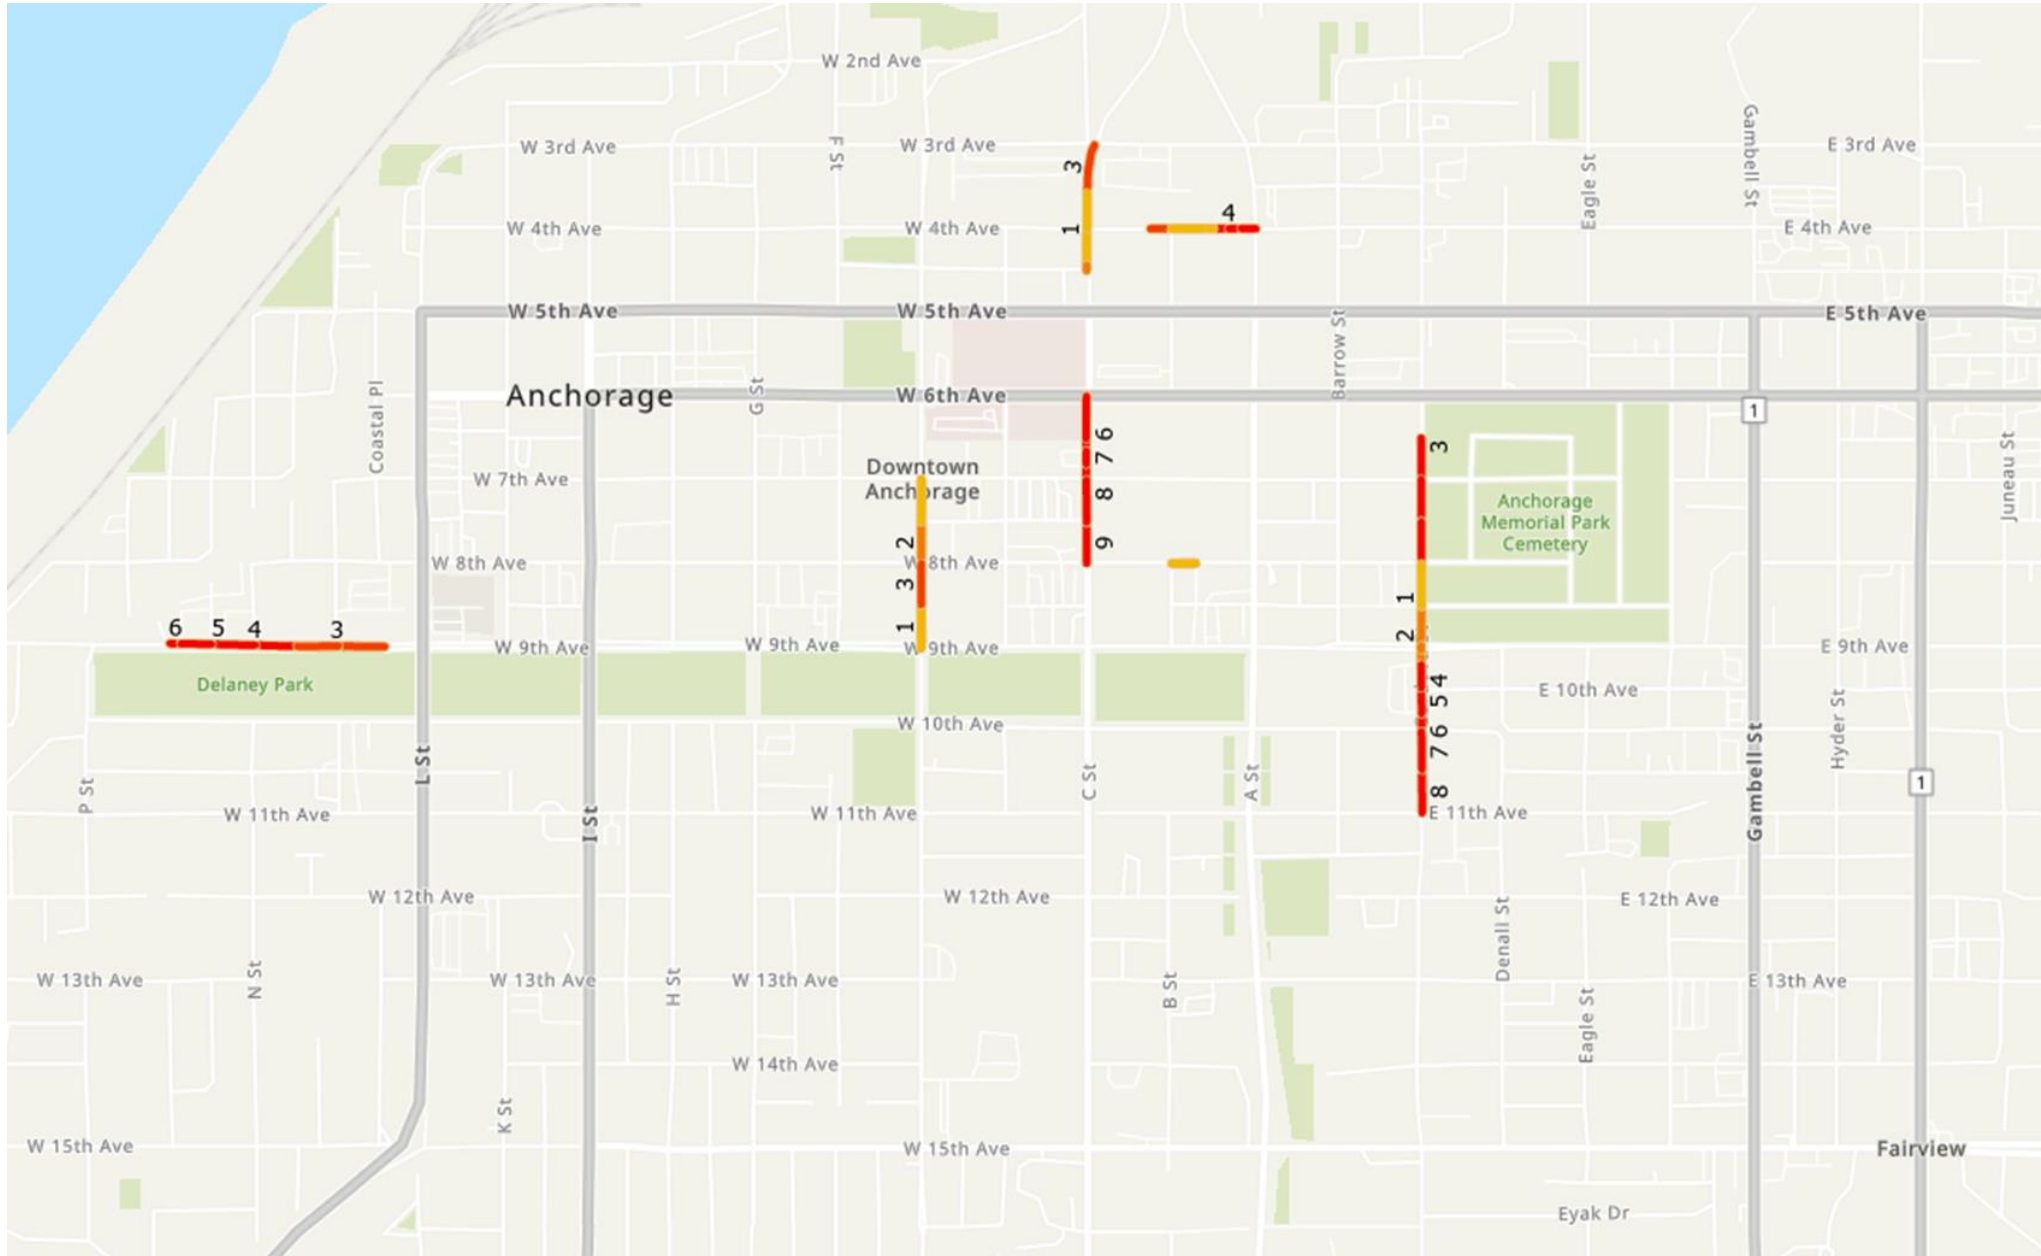 W 2nd Ave
W 3rd Ave
F St
W 3rd Ave
3
Gambell St
E 3rd Ave
Eagle St
W 4th Ave
W 4th Ave
1
4
E 4th Ave
W 5th Ave
W 5th Ave
E 5th Ave
Barrow St
Coastal Pl
Anchorage
G St
W 6th Ave
1
6
7
8
9
3
Juneau St
Downtown
Anchorage
W 7th Ave
Anchorage
Memorial Park
Cemetery
2
W 8th Ave
W 8th Ave
3
1
1
2
6
5
4
3
W 9th Ave
W 9th Ave
W 9th Ave
E 9th Ave
Delaney Park
4
5
6
7
8
E 10th Ave
W 10th Ave
Hyder St
L St
P St
I St
C St
A St
Gambell St
1
W 11th Ave
W 11th Ave
E 11th Ave
W 12th Ave
W 12th Ave
E 12th Ave
Denali St
W 13th Ave
N St
W 13th Ave
H St
W 13th Ave
B St
E 13th Ave
Eagle St
W 14th Ave
K St
W 15th Ave
W 15th Ave
Fairview
Eyak Dr